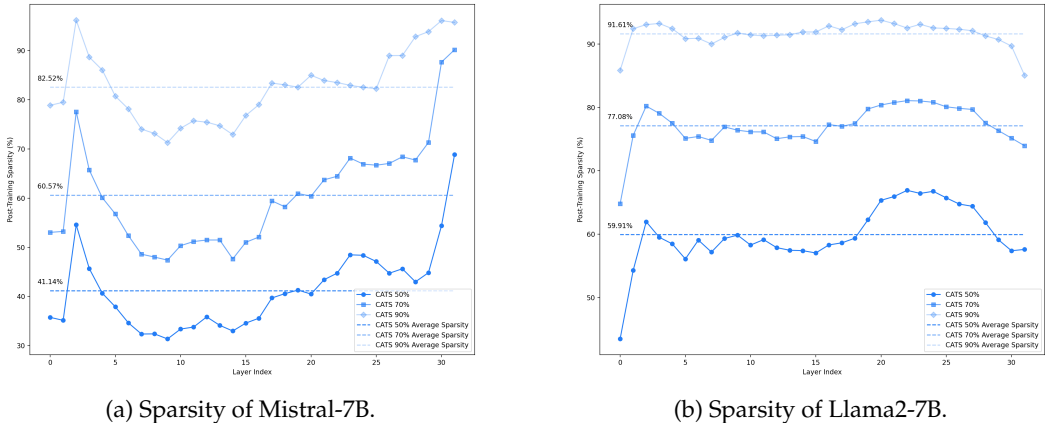 90
80
70
60
50
40
30
Post-Training Sparsity (%)
82.52%
60.57%
41.14%
CATS 50%
CATS 70%
CATS 90%
CATS 50% Average Sparsity
CATS 70% Average Sparsity
CATS 90% Average Sparsity
0 5 10 15 20 25 30
Layer Index
(a) Sparsity of Mistral-7B.
90
80
70
60
50
Post-Training Sparsity (%)
91.61%
77.08%
59.91%
CATS 50%
CATS 70%
CATS 90%
CATS 50% Average Sparsity
CATS 70% Average Sparsity
CATS 90% Average Sparsity
0 5 10 15 20 25 30
Layer Index
(b) Sparsity of Llama2-7B.